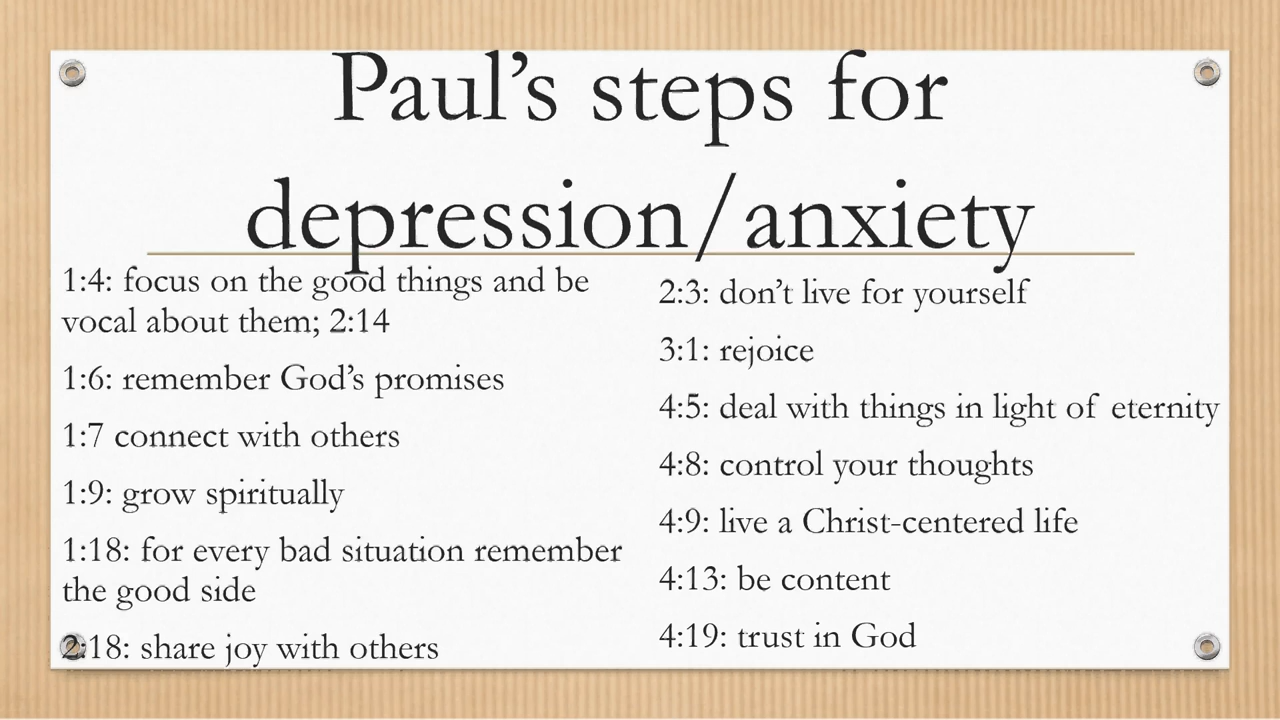 Paul’s steps for
depression/anxiety
1:4: focus on the good things and be
vocal about them; 2:14
1:6: remember God’s promises
1:7 connect with others
1:9: grow spiritually
1:18: for every bad situation remember
the good side
2:18: share joy with others
2:3: don’t live for yourself
3:1: rejoice
4:5: deal with things in light of eternity
4:8: control your thoughts
4:9: live a Christ-centered life
4:13: be content
4:19: trust in God